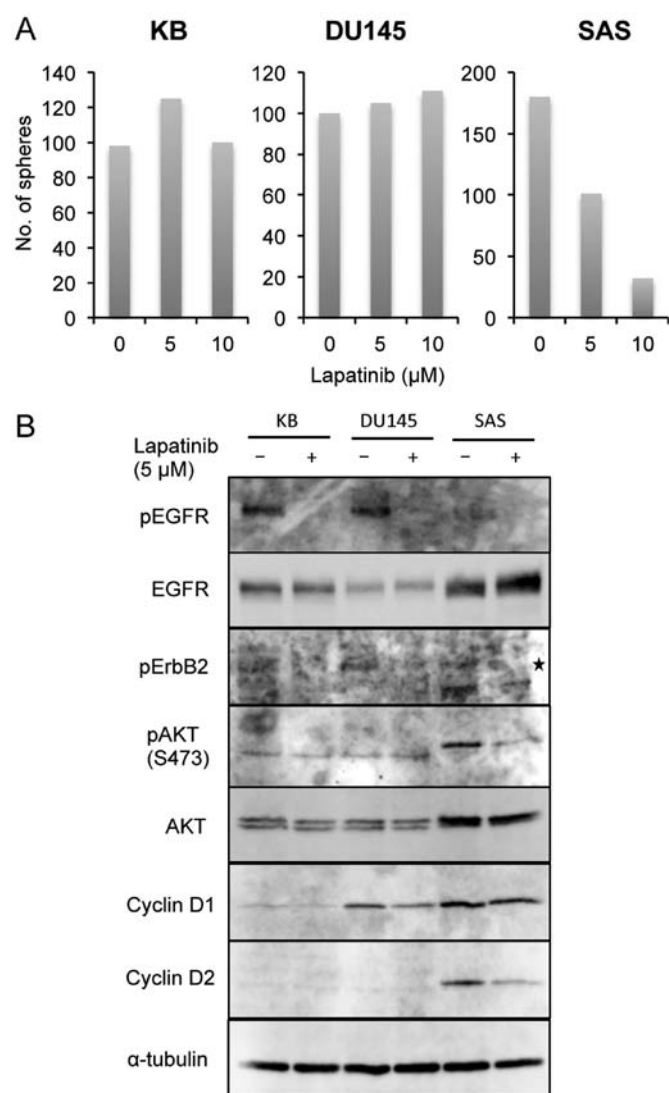 A
KB DU145 SAS
No. of spheres
140
120
100
80
60
40
20
0
0 5 10
120
100
80
60
40
20
0
0 5 10
200
150
100
50
0
0 5 10
Lapatinib (µM)
B
KB DU145 SAS
Lapatinib
(5 µM)
− + − + − +
pEGFR
EGFR
pErbB2 ★
pAKT
(S473)
AKT
Cyclin D1
Cyclin D2
α-tubulin